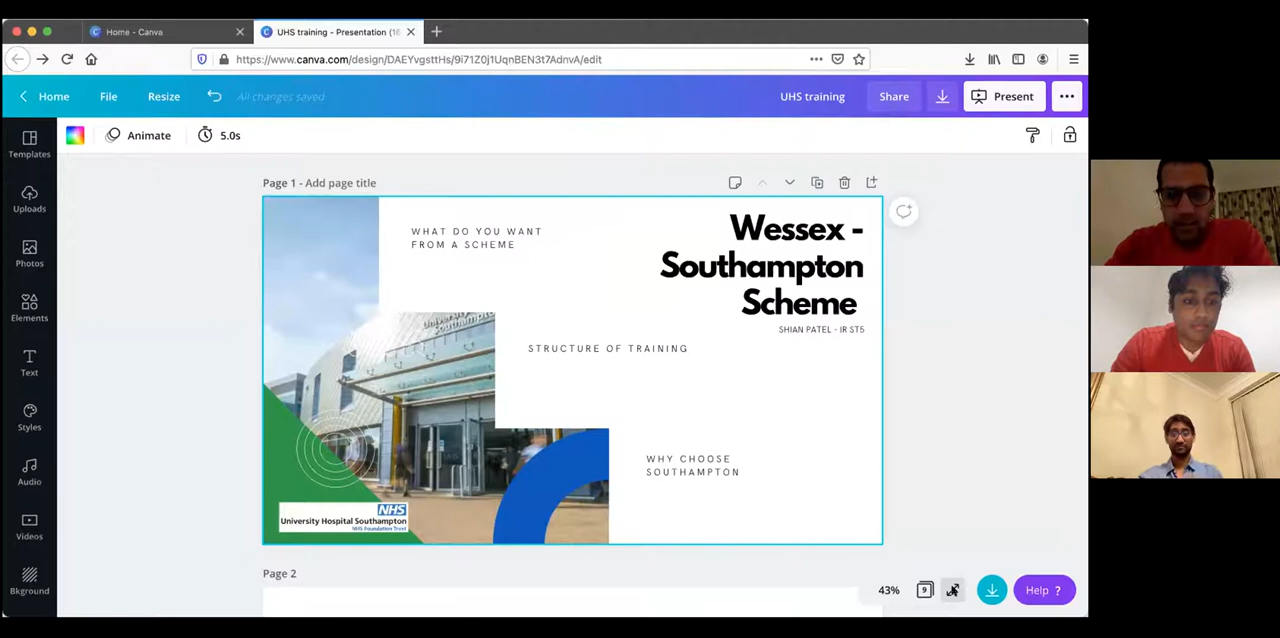 Home - Canva
UHS training - Presentation (16
https://www.canva.com/design/DAEYvgsttHs/9i71Z0j1UqnBEN3t7AdnvA/edit
Home
File
Resize
All changes saved
UHS training
Share
Present
Templates
Uploads
Photos
Elements
Text
Styles
Audio
Videos
Bkground
Animate
5.0s
Page 1 - Add page title
WHAT DO YOU WANT
FROM A SCHEME
Wessex -
Southampton
Scheme
SHIAN PATEL - IR ST5
STRUCTURE OF TRAINING
WHY CHOOSE
SOUTHAMPTON
Southampton
NHS
University Hospital Southampton
NHS Foundation Trust
Page 2
43%
9
Help ?